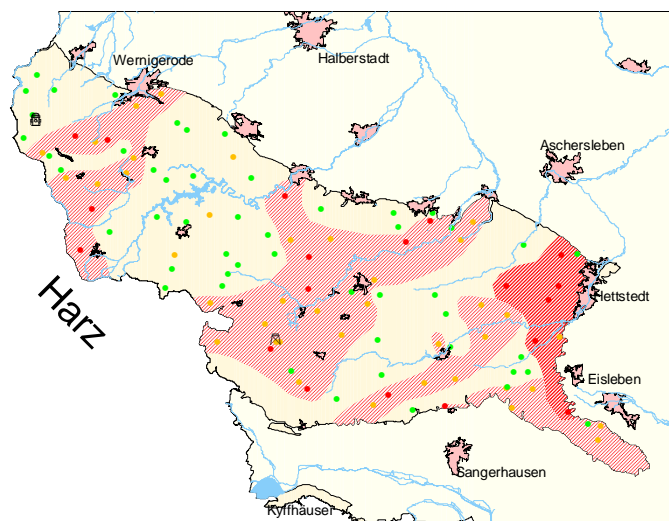 Wernigerode
Halberstadt
Aschersleben
Harz
Hettstedt
Eisleben
Sangerhausen
Kyffhäuser